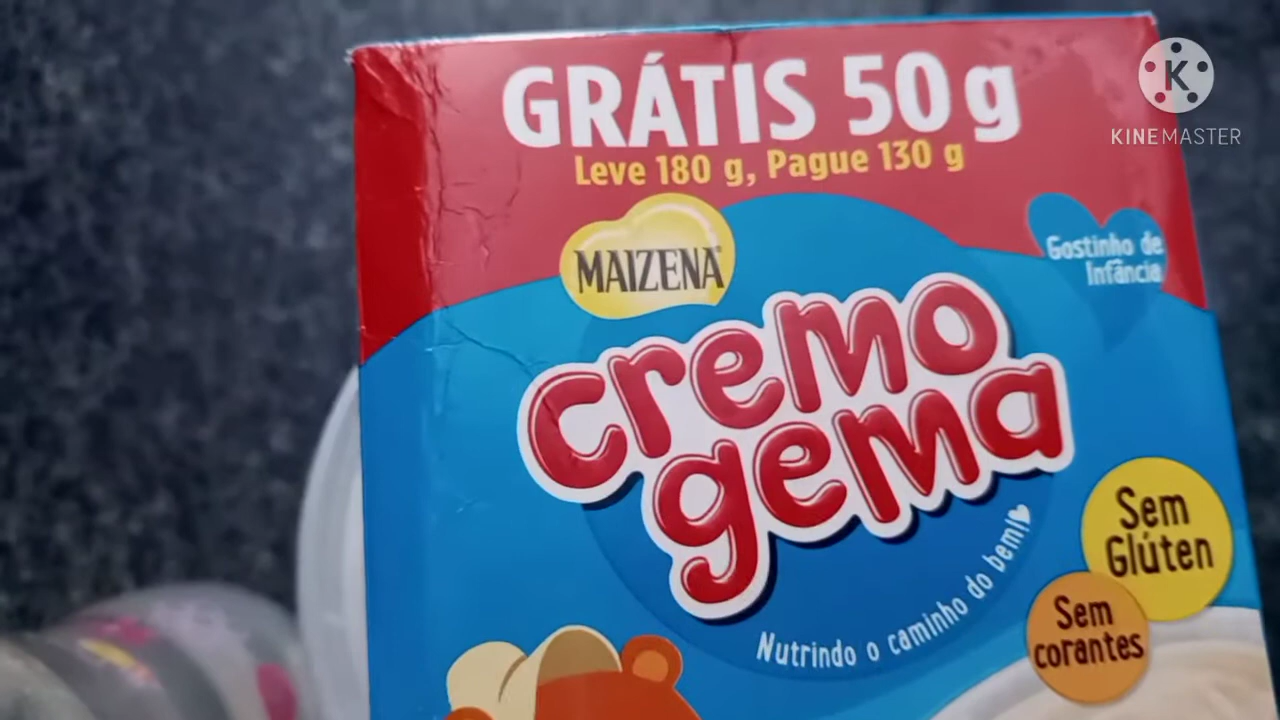 GRÁTIS 50 g
Leve 180 g, Pague 130 g
K
KINEMASTER
MAIZENA
Gostinho de
Infância
cremo
gema
Nutrindo o caminho do bem!
Sem
Glúten
Sem
corantes